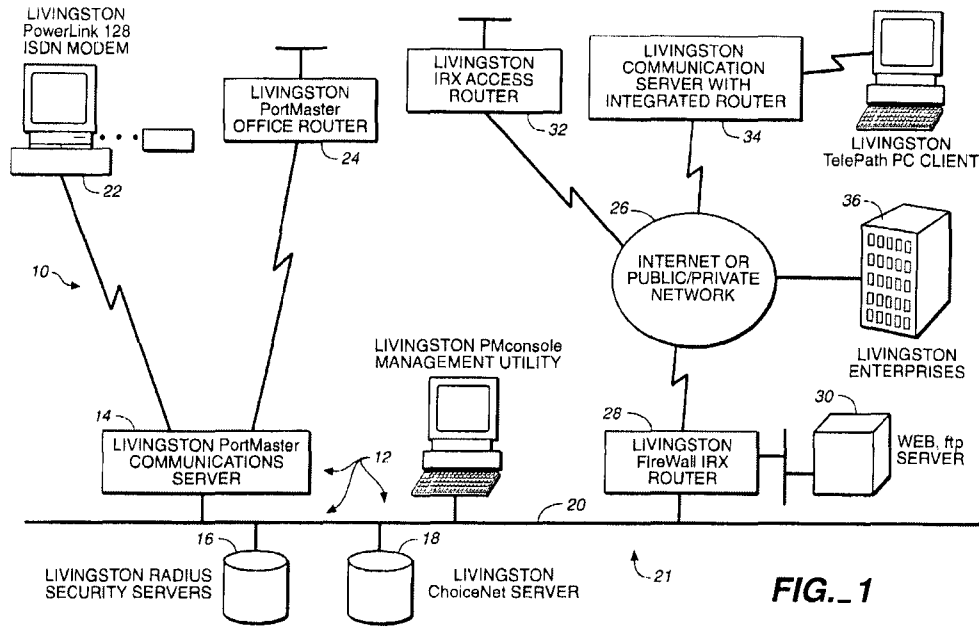 LIVINGSTON
PowerLink 128
ISDN MODEM
22
LIVINGSTON
PortMaster
OFFICE ROUTER
24
LIVINGSTON
IRX ACCESS
ROUTER
32
LIVINGSTON
COMMUNICATION
SERVER WITH
INTEGRATED ROUTER
34
LIVINGSTON
TelePath PC CLIENT
10
26
INTERNET OR
PUBLIC/PRIVATE
NETWORK
36
LIVINGSTON
ENTERPRISES
LIVINGSTON PMconsole
MANAGEMENT UTILITY
14
LIVINGSTON PortMaster
COMMUNICATIONS
SERVER
12
28
LIVINGSTON
FireWall IRX
ROUTER
30
WEB, ftp
SERVER
20
16
LIVINGSTON RADIUS
SECURITY SERVERS
18
LIVINGSTON
ChoiceNet SERVER
21
FIG._1